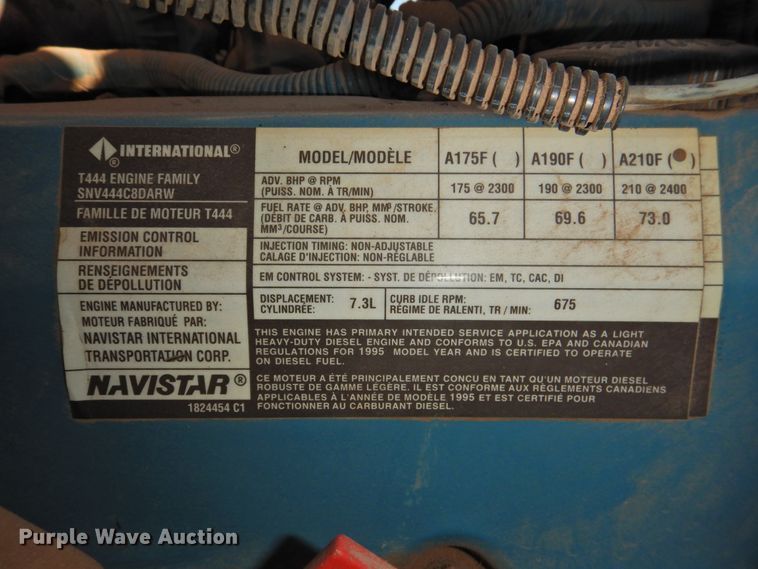 INTERNATIONAL®
T444 ENGINE FAMILY
SNV444C8DARW
FAMILLE DE MOTEUR T444
EMISSION CONTROL
INFORMATION
RENSEIGNEMENTS
DE DÉPOLLUTION
ENGINE MANUFACTURED BY:
MOTEUR FABRIQUÉ PAR:
NAVISTAR INTERNATIONAL
TRANSPORTATION CORP.
NAVISTAR®
1824454 C1
MODEL/MODÈLE A175F ( ) A190F ( ) A210F ( )
ADV. BHP @ RPM
(PUISS. NOM. À TR/MIN) 175 @ 2300 190 @ 2300 210 @ 2400
FUEL RATE @ ADV. BHP, MM³/STROKE.
(DÉBIT DE CARB. À PUISS. NOM.
MM³/COURSE) 65.7 69.6 73.0
INJECTION TIMING: NON-ADJUSTABLE
CALAGE D'INJECTION: NON-RÉGLABLE
EM CONTROL SYSTEM: - SYST. DE DÉPOLLUTION: EM, TC, CAC, DI
DISPLACEMENT: 7.3L CURB IDLE RPM: 675
CYLINDRÉE: RÉGIME DE RALENTI, TR / MIN:
THIS ENGINE HAS PRIMARY INTENDED SERVICE APPLICATION AS A LIGHT
HEAVY-DUTY DIESEL ENGINE AND CONFORMS TO U.S. EPA AND CANADIAN
REGULATIONS FOR 1995 MODEL YEAR AND IS CERTIFIED TO OPERATE
ON DIESEL FUEL.
CE MOTEUR A ÉTÉ PRINCIPALEMENT CONCU EN TANT QU'UN MOTEUR DIESEL
ROBUSTE DE GAMME LÉGÈRE. IL EST CONFORME AUX RÈGLEMENTS CANADIENS
APPLICABLES À L'ANNÉE DE MODÈLE 1995 ET EST CERTIFIÉ POUR
FONCTIONNER AU CARBURANT DIESEL.
Purple Wave Auction